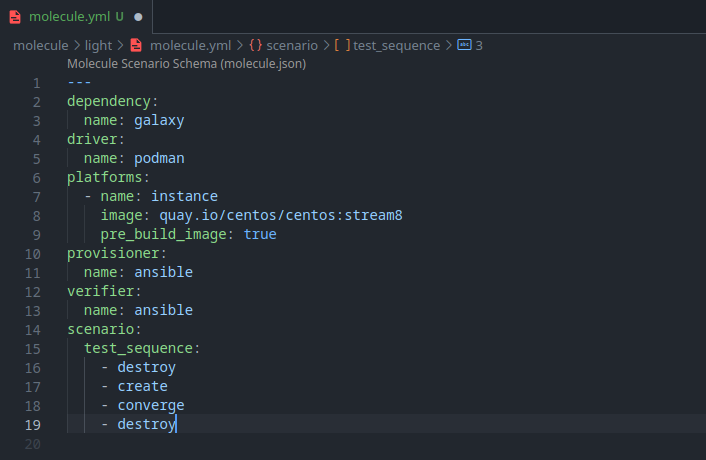 molecule.yml U ●
molecule > light > molecule.yml > {} scenario > [ ] test_sequence > abc 3
Molecule Scenario Schema (molecule.json)
1 ---
2 dependency:
3   name: galaxy
4 driver:
5   name: podman
6 platforms:
7   - name: instance
8     image: quay.io/centos/centos:stream8
9     pre_build_image: true
10 provisioner:
11   name: ansible
12 verifier:
13   name: ansible
14 scenario:
15   test_sequence:
16     - destroy
17     - create
18     - converge
19     - destroy
20